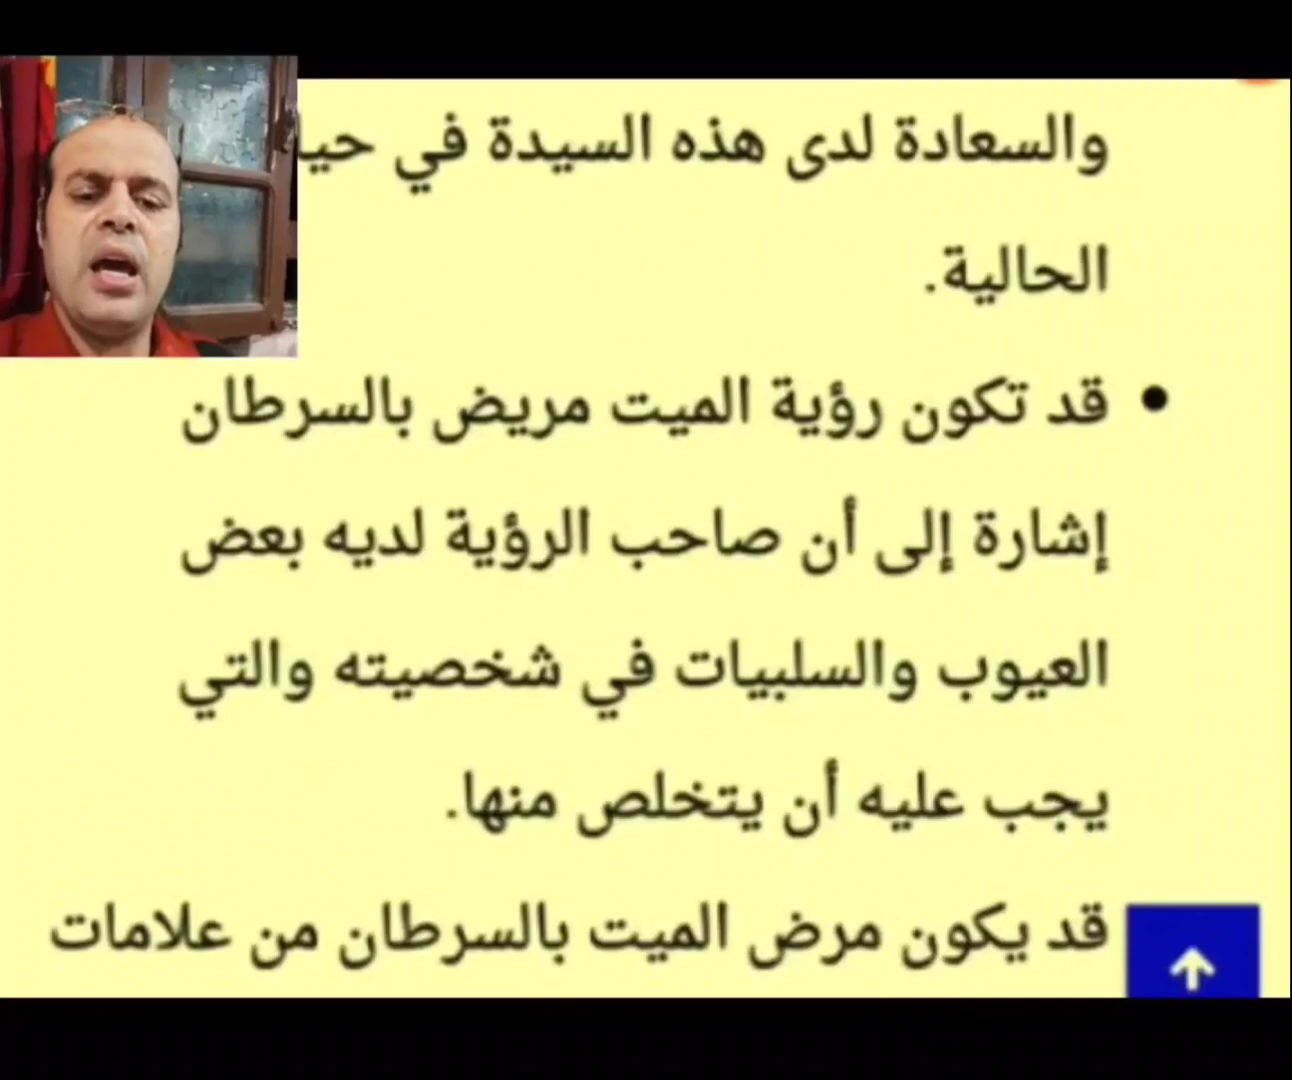 والسعادة لدى هذه السيدة في
الحالية.
• قد تكون رؤية الميت مريض بالسرطان
إشارة إلى أن صاحب الرؤية لديه بعض
العيوب والسلبيات في شخصيته والتي
يجب عليه أن يتخلص منها.
قد يكون مرض الميت بالسرطان من علامات